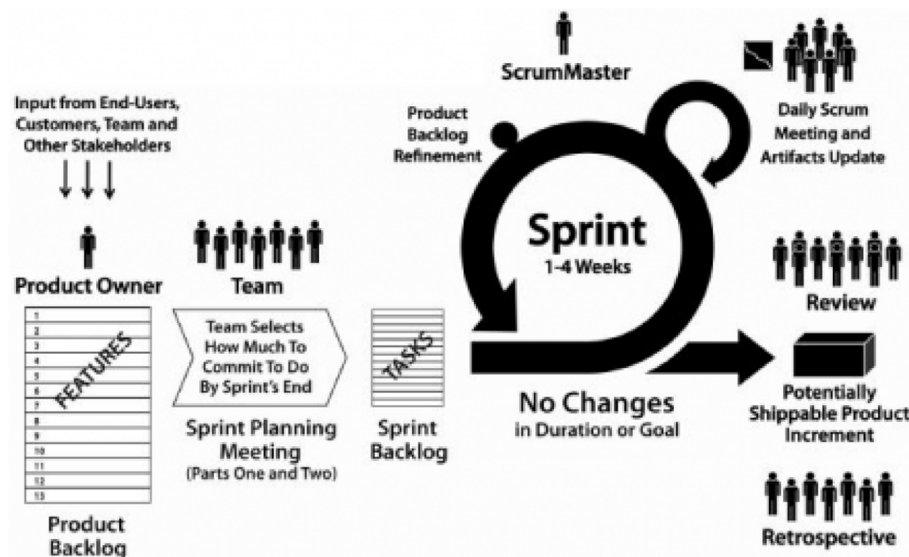 Input from End-Users,
Customers, Team and
Other Stakeholders
Product Owner
1
2
3
4
5
6
7
8
9
10
11
12
13
FEATURES
Product
Backlog
Team
Team Selects
How Much To
Commit To Do
By Sprint's End
Sprint Planning
Meeting
(Parts One and Two)
TASKS
Sprint
Backlog
ScrumMaster
Product
Backlog
Refinement
Sprint
1-4 Weeks
No Changes
in Duration or Goal
Daily Scrum
Meeting and
Artifacts Update
Review
Potentially
Shippable Product
Increment
Retrospective